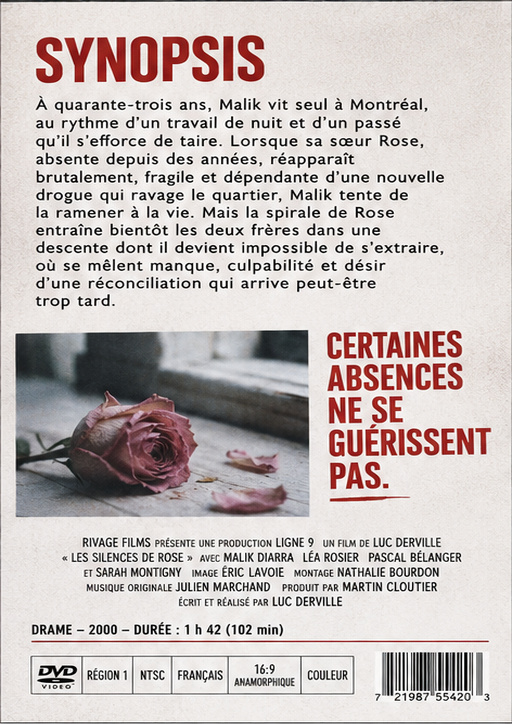 SYNOPSIS
À quarante-trois ans, Malik vit seul à Montréal,
au rythme d’un travail de nuit et d’un passé
qu’il s’efforce de taire. Lorsque sa sœur Rose,
absente depuis des années, réapparaît
brutalement, fragile et dépendante d’une nouvelle
drogue qui ravage le quartier, Malik tente de
la ramener à la vie. Mais la spirale de Rose
entraîne bientôt les deux frères dans une
descente dont il devient impossible de s’extraire,
où se mêlent manque, culpabilité et désir
d’une réconciliation qui arrive peut-être
trop tard.
CERTAINES
ABSENCES
NE SE
GUÉRISSENT
PAS.
RIVAGE FILMS PRÉSENTE UNE PRODUCTION LIGNE 9 UN FILM DE LUC DERVILLE
« LES SILENCES DE ROSE » AVEC MALIK DIARRA LÉA ROSIER PASCAL BÉLANGER
ET SARAH MONTIGNY IMAGE ÉRIC LAVOIE MONTAGE NATHALIE BOURDON
MUSIQUE ORIGINALE JULIEN MARCHAND PRODUIT PAR MARTIN CLOUTIER
ÉCRIT ET RÉALISÉ PAR LUC DERVILLE
DRAME – 2000 – DURÉE : 1 h 42 (102 min)
DVD VIDEO RÉGION 1 NTSC FRANÇAIS 16:9 ANAMORPHIQUE COULEUR
7 21987 55420 3